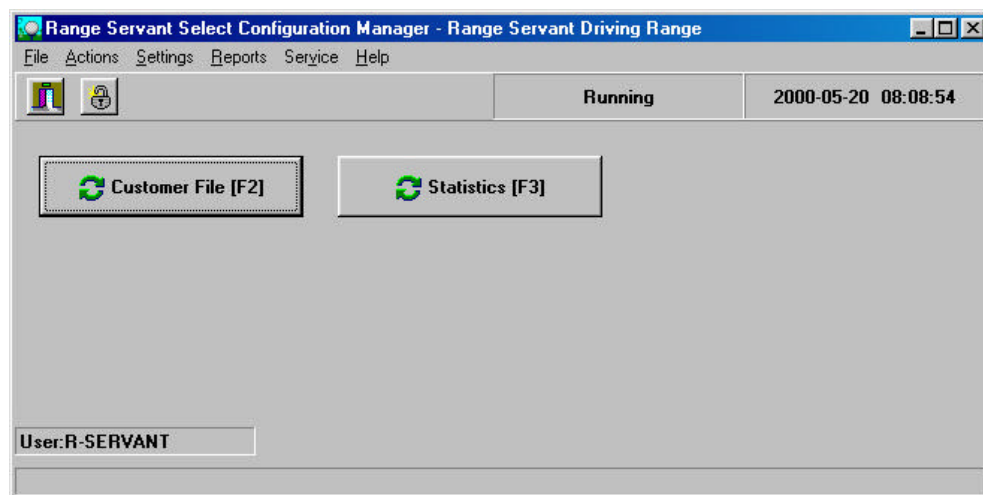 Range Servant Select Configuration Manager - Range Servant Driving Range
File Actions Settings Reports Service Help
Running 2000-05-20 08:08:54
Customer File [F2] Statistics [F3]
User:R-SERVANT